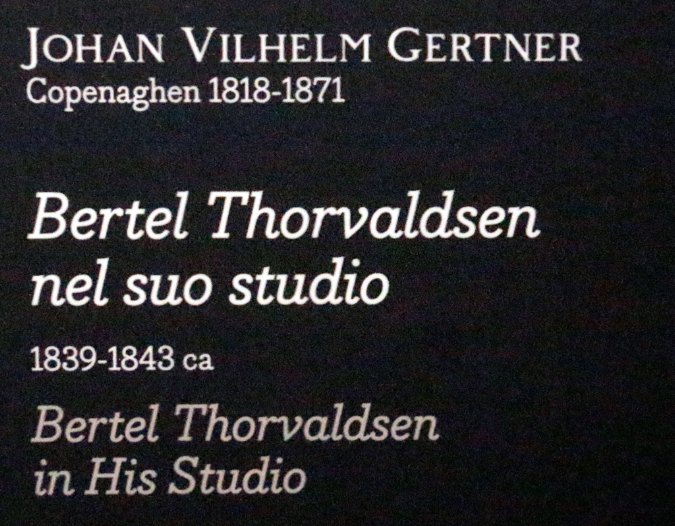 JOHAN VILHELM GERTNER
Copenaghen 1818-1871
Bertel Thorvaldsen
nel suo studio
1839-1843 ca
Bertel Thorvaldsen
in His Studio